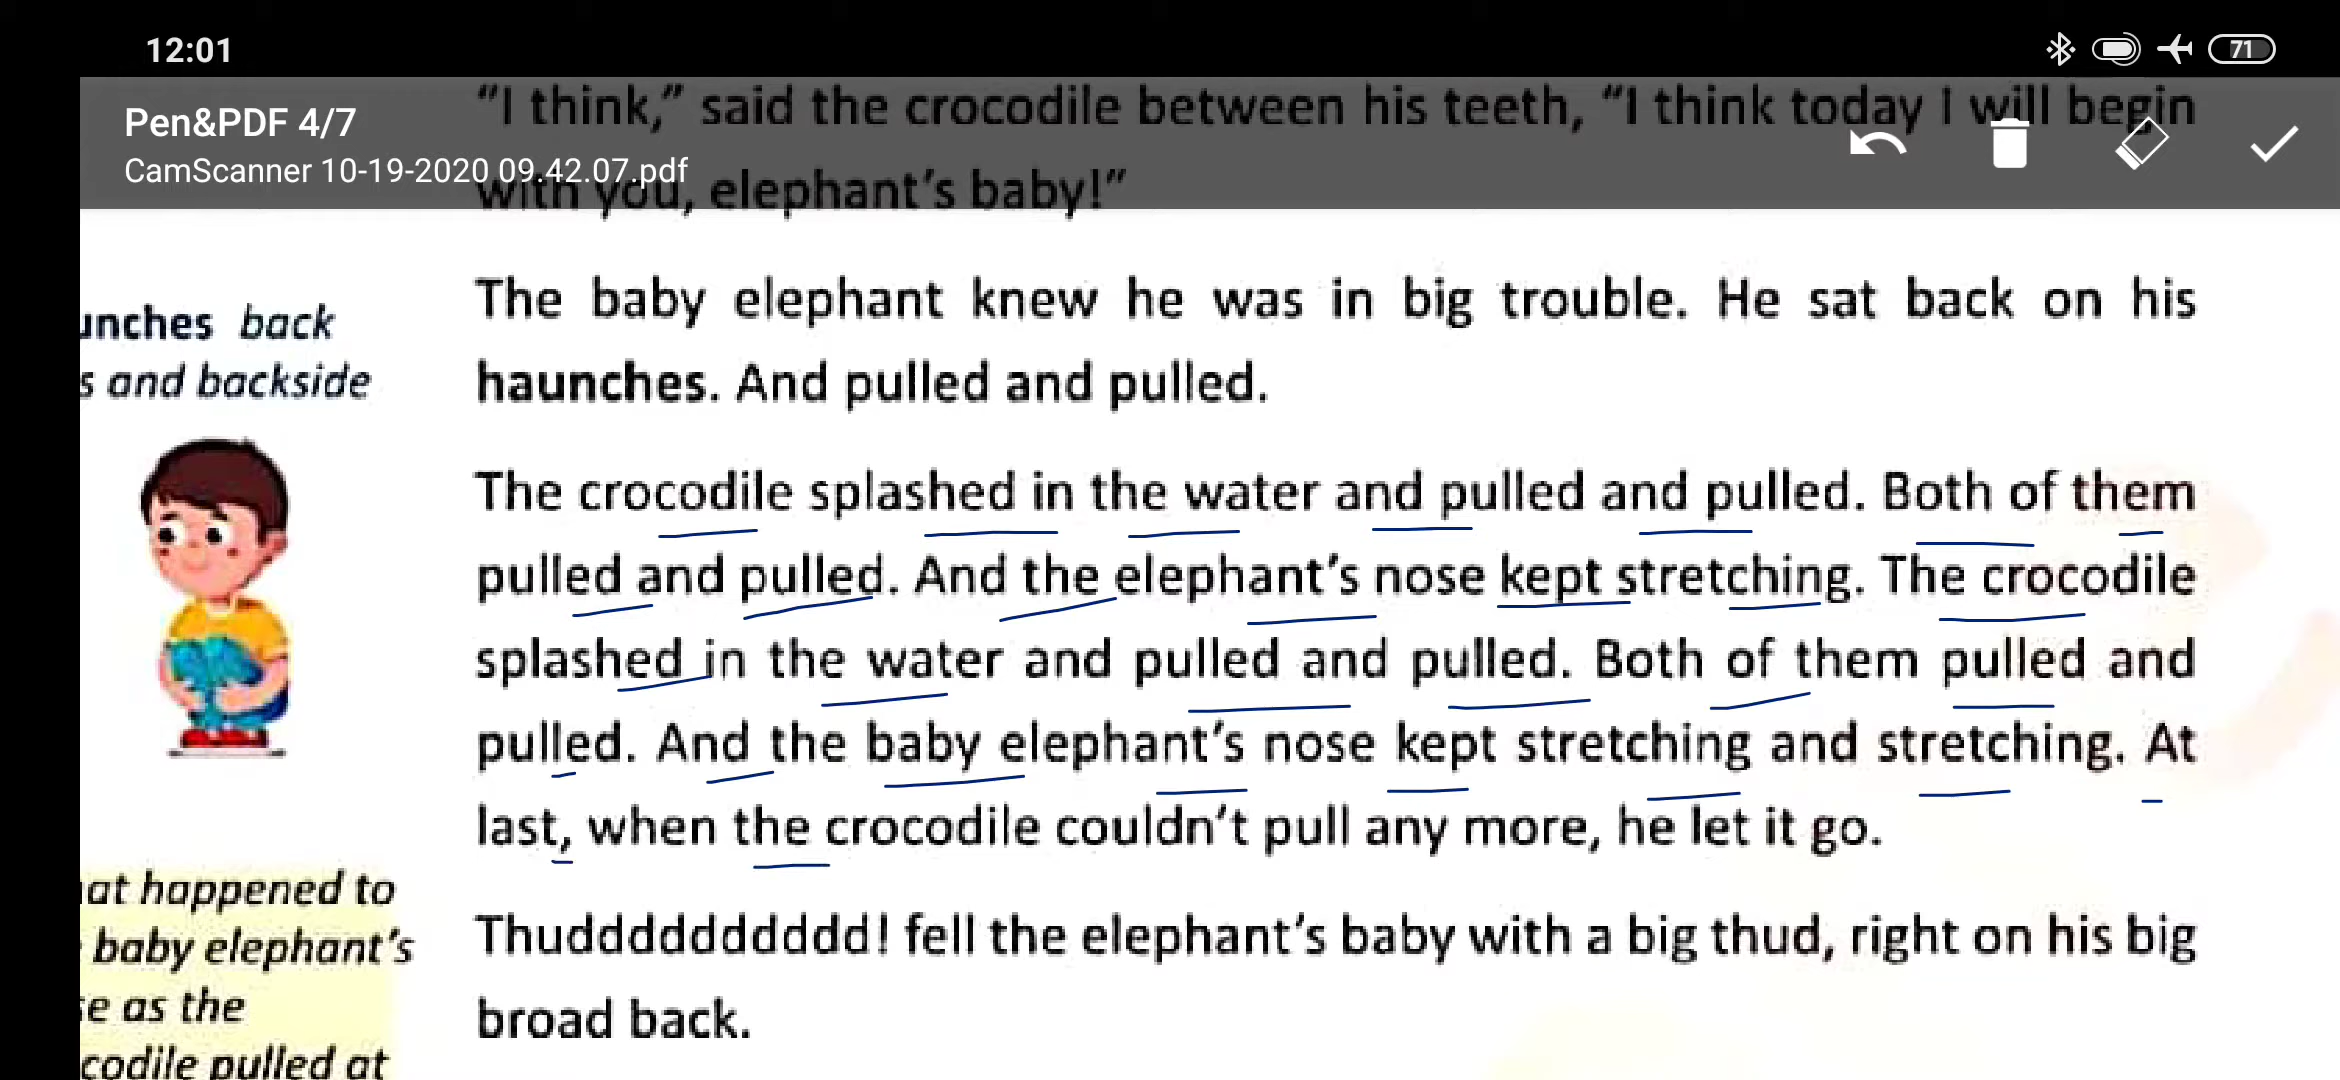 12:01
71
Pen&PDF 4/7
CamScanner 10-19-2020 09.42.07.pdf
“I think,” said the crocodile between his teeth, “I think today I will begin
with you, elephant’s baby!”
unches back
s and backside
The baby elephant knew he was in big trouble. He sat back on his
haunches. And pulled and pulled.
The crocodile splashed in the water and pulled and pulled. Both of them
pulled and pulled. And the elephant’s nose kept stretching. The crocodile
splashed in the water and pulled and pulled. Both of them pulled and
pulled. And the baby elephant’s nose kept stretching and stretching. At
last, when the crocodile couldn’t pull any more, he let it go.
at happened to
baby elephant’s
e as the
codile pulled at
Thuddddddddddd! fell the elephant’s baby with a big thud, right on his big
broad back.